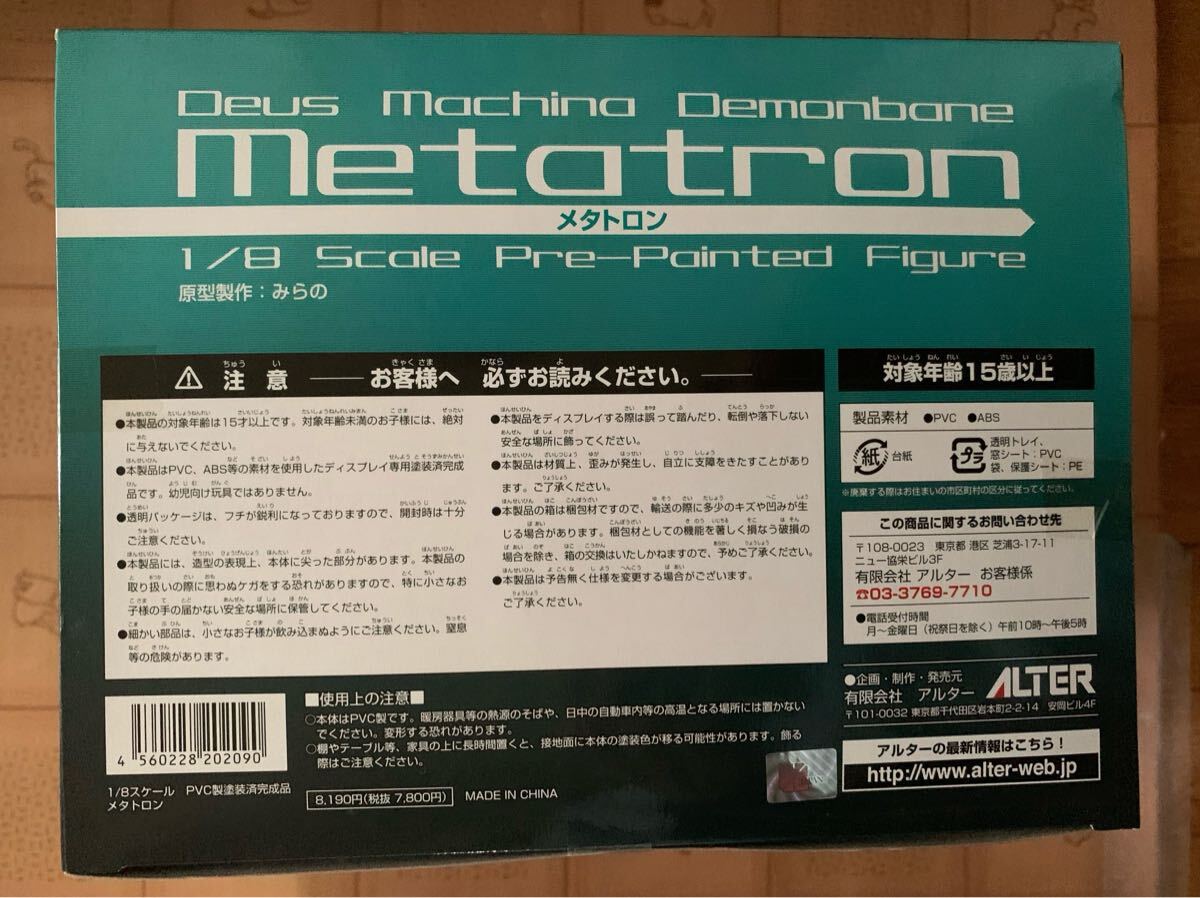 Deus Machina Demonbane
Metatron
メタトロン
1/8 Scale Pre-Painted Figure
原型製作：みらの
注意 お客様へ 必ずお読みください。
●本製品の対象年齢は15才以上です。対象年齢未満のお子様には、絶対
に与えないでください。
●本製品はPVC、ABS等の素材を使用したディスプレイ専用塗装済完成
品です。幼児向け玩具ではありません。
●透明パッケージは、フチが鋭利になっておりますので、開封時は十分
ご注意ください。
●本製品には、造型の表現上、本体に尖った部分があります。本製品の
取り扱いの際に思わぬケガをする恐れがありますので、特に小さなお
子様の手の届かない安全な場所に保管してください。
●細かい部品は、小さなお子様が飲み込まぬようにご注意ください。窒息
等の危険があります。
●本製品をディスプレイする際は誤って踏んだり、転倒や落下しない
安全な場所に飾ってください。
●本製品は材質上、歪みが発生し、自立に支障をきたすことがあり
ます。ご了承ください。
●本製品の箱は梱包材ですので、輸送の際に多少のキズや凹みが生
じる場合があります。梱包材としての機能を著しく損なう破損の
場合を除き、箱の交換はいたしかねますので、予めご了承ください。
●本製品は予告無く仕様を変更する場合がございます。
ご了承ください。
対象年齢15歳以上
製品素材 ●PVC ●ABS
紙 台紙
プラ 透明トレイ、
窓シート：PVC
袋、保護シート：PE
※廃棄する際はお住まいの市区町村の区分に従ってください。
この商品に関するお問い合わせ先
〒108-0023 東京都 港区 芝浦3-17-11
ニュー協栄ビル3F
有限会社 アルター お客様係
☎03-3769-7710
●電話受付時間
月～金曜日（祝祭日を除く）午前10時～午後5時
●企画・制作・発売元
有限会社 アルター ALTER
〒101-0032 東京都千代田区岩本町2-2-14 安岡ビル4F
アルターの最新情報はこちら！
http://www.alter-web.jp
4 560228 202090
1/8スケール PVC製塗装済完成品
メタトロン
■使用上の注意■
○本体はPVC製です。暖房器具等の熱源のそばや、日中の自動車内等の高温となる場所には置かない
でください。変形する恐れがあります。
○棚やテーブル等、家具の上に長時間置くと、接地面に本体の塗装色が移る可能性があります。飾る
際はご注意ください。
8,190円（税抜 7,800円） MADE IN CHINA